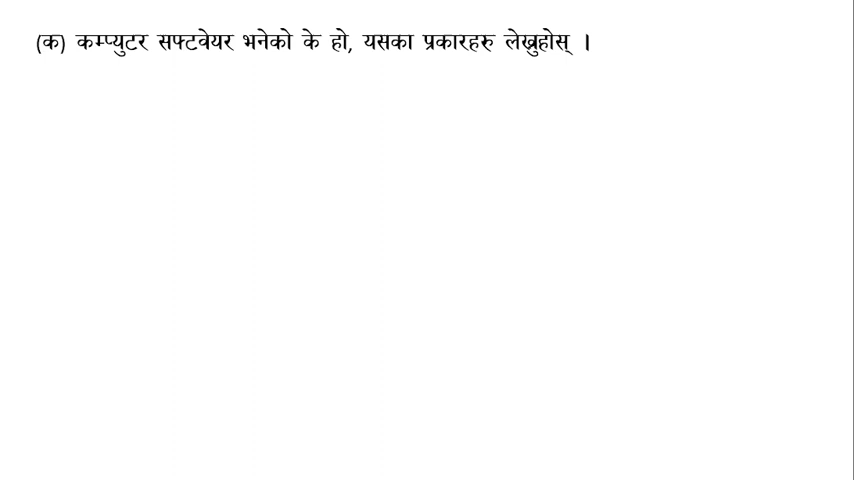 (क) कम्प्युटर सफ्टवेयर भनेको के हो, यसका प्रकारहरु लेख्नुहोस् ।